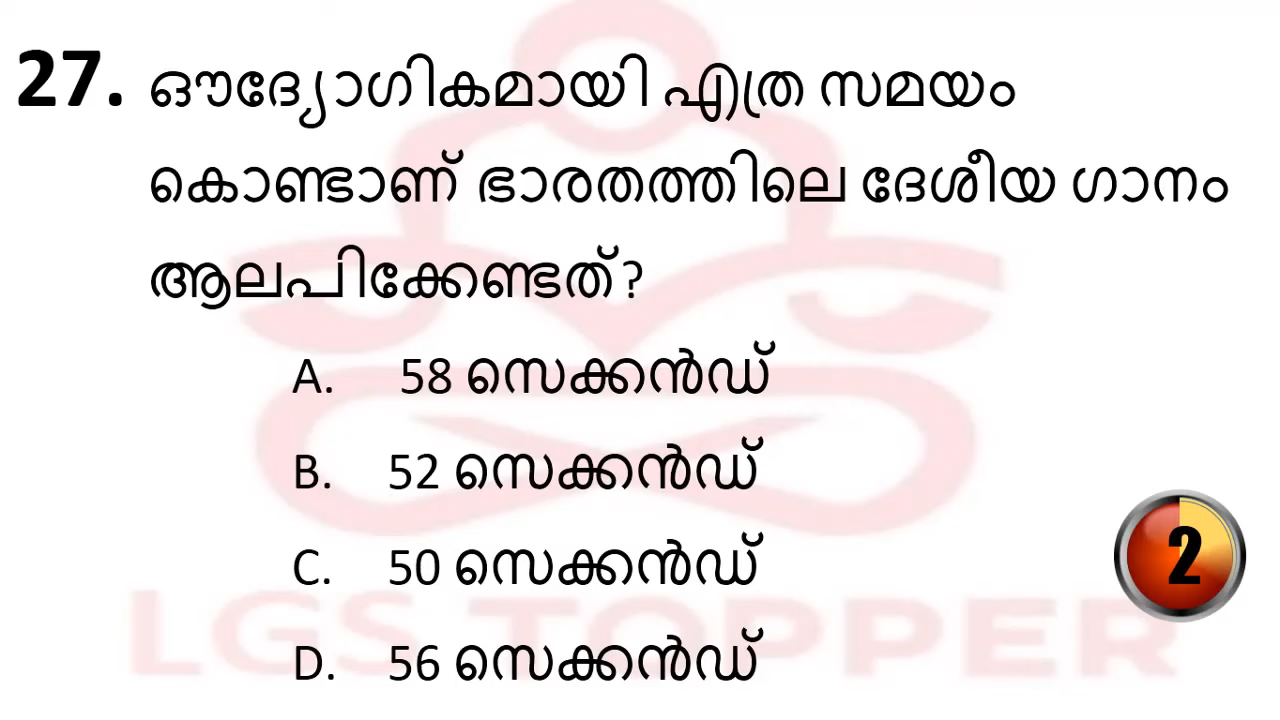 27. ഔദ്യോഗികമായി എത്ര സമയം
കൊണ്ടാണ് ഭാരതത്തിലെ ദേശീയ ഗാനം
ആലപിക്കേണ്ടത്?
A. 58 സെക്കൻഡ്
B. 52 സെക്കൻഡ്
C. 50 സെക്കൻഡ്
2
LGS TOPPER
D. 56 സെക്കൻഡ്